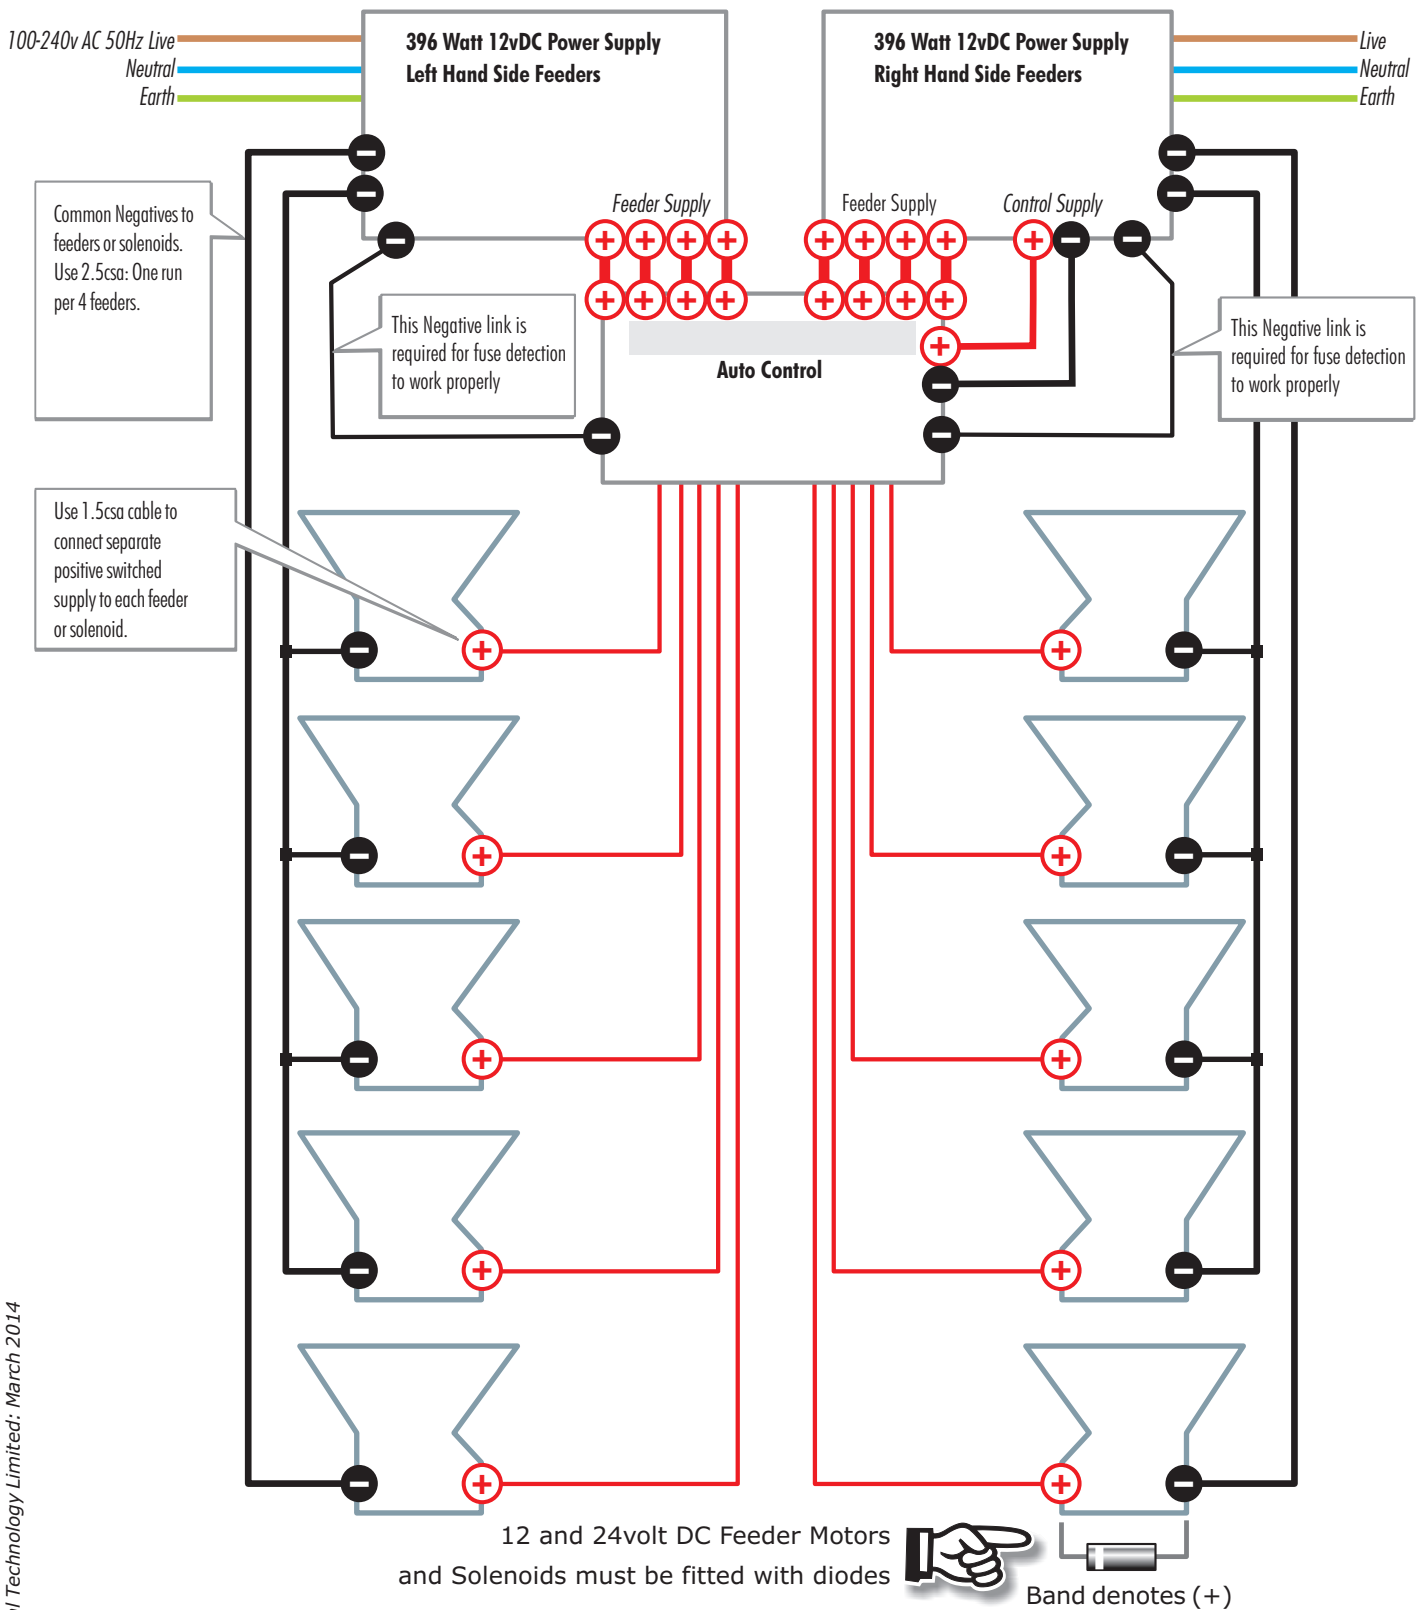 100-240v AC 50Hz Live
Neutral
Earth
396 Watt 12vDC Power Supply
Left Hand Side Feeders
396 Watt 12vDC Power Supply
Right Hand Side Feeders
Live
Neutral
Earth
Common Negatives to
feeders or solenoids.
Use 2.5csa: One run
per 4 feeders.
Feeder Supply
Feeder Supply
Control Supply
This Negative link is
required for fuse detection
to work properly
Auto Control
This Negative link is
required for fuse detection
to work properly
Use 1.5csa cable to
connect separate
positive switched
supply to each feeder
or solenoid.
Technology Limited: March 2014
12 and 24volt DC Feeder Motors
and Solenoids must be fitted with diodes
Band denotes (+)